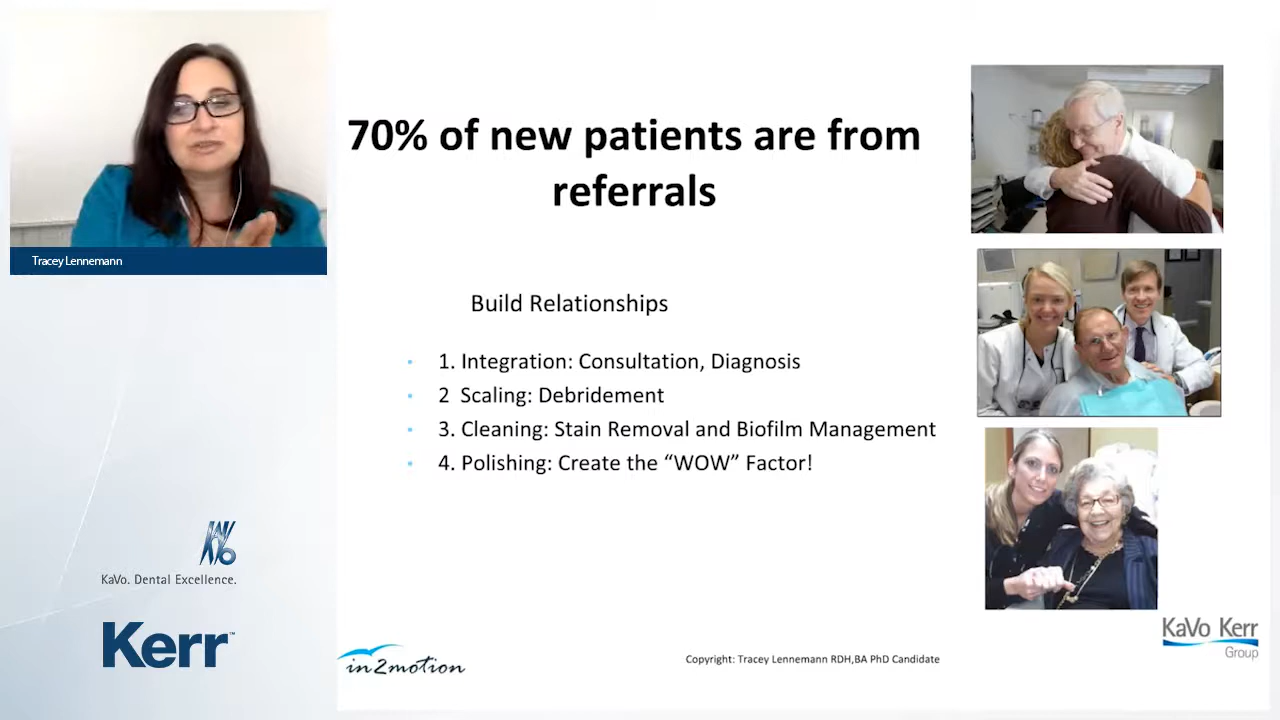 Tracey Lennemann
70% of new patients are from
referrals
Build Relationships
1. Integration: Consultation, Diagnosis
2 Scaling: Debridement
3. Cleaning: Stain Removal and Biofilm Management
4. Polishing: Create the “WOW” Factor!
KaVo
KaVo. Dental Excellence.
Kerr™
in2motion
Copyright: Tracey Lennemann RDH,BA PhD Candidate
KaVo Kerr
Group